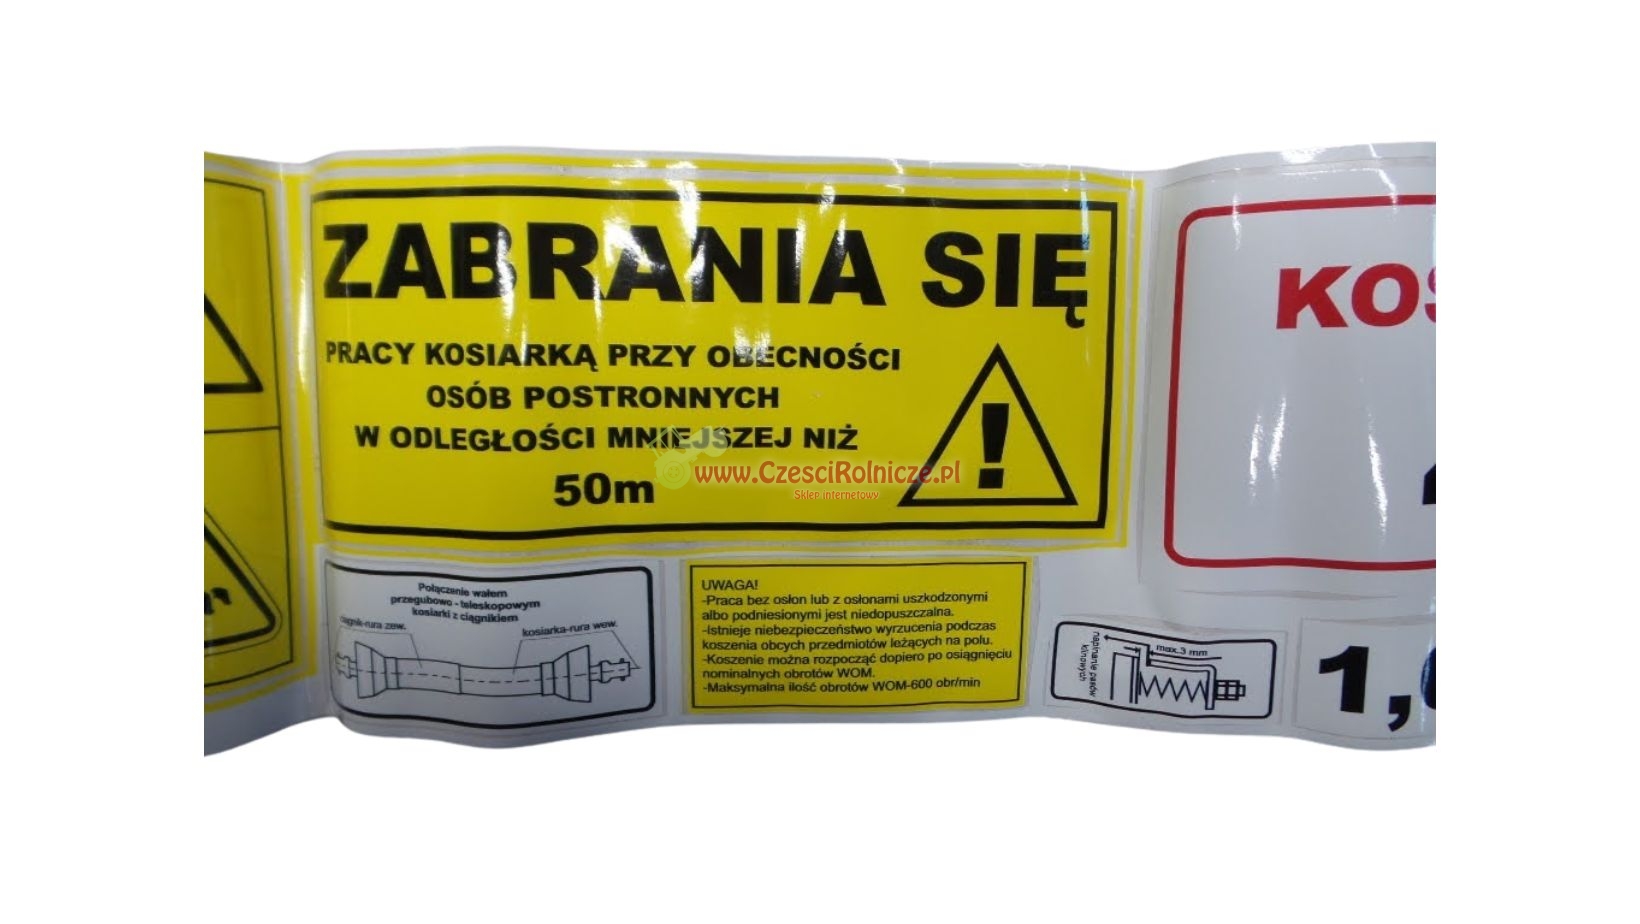 ZABRANIA SIĘ
PRACY KOSIARKĄ PRZY OBECNOŚCI
OSÓB POSTRONNYCH
W ODLEGŁOŚCI MNIEJSZEJ NIŻ
50m
!
www.CzesciRolnicze.pl
Sklep internetowy
Połączenie wałem
przegubowo - teleskopowym
kosiarki z ciągnikiem
ciągnik-rura zew.
kosiarka-rura wew.
UWAGA!
-Praca bez osłon lub z osłonami uszkodzonymi
albo podniesionymi jest niedopuszczalna.
-Istnieje niebezpieczeństwo wyrzucenia podczas
koszenia obcych przedmiotów leżących na polu.
-Koszenie można rozpocząć dopiero po osiągnięciu
nominalnych obrotów WOM.
-Maksymalna ilość obrotów WOM-600 obr/min
napinanie pasów
klinowych
max.3 mm
KOS
1,